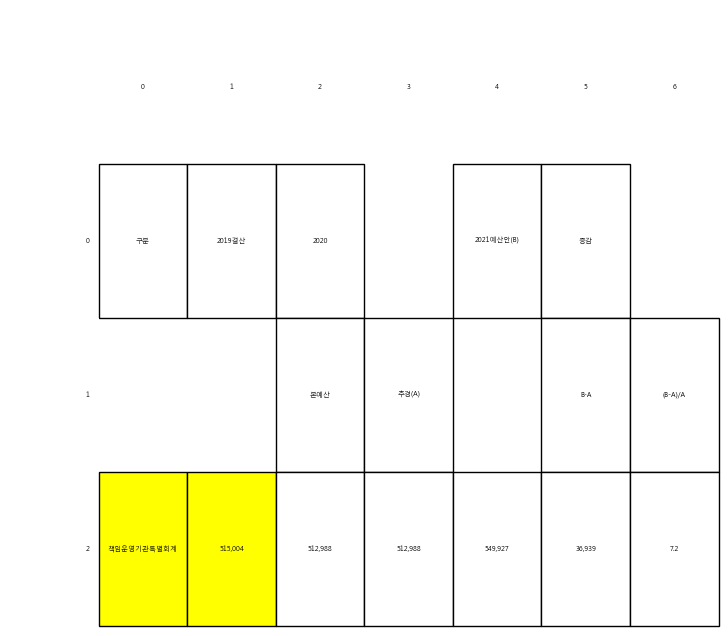 0 1 2 3 4 5 6
0 구분 2019결산 2020 2021예산안(B) 증감
1 본예산 추경(A) B-A (B-A)/A
2 책임운영기관특별회계 515,004 512,988 512,988 549,927 36,939 7.2